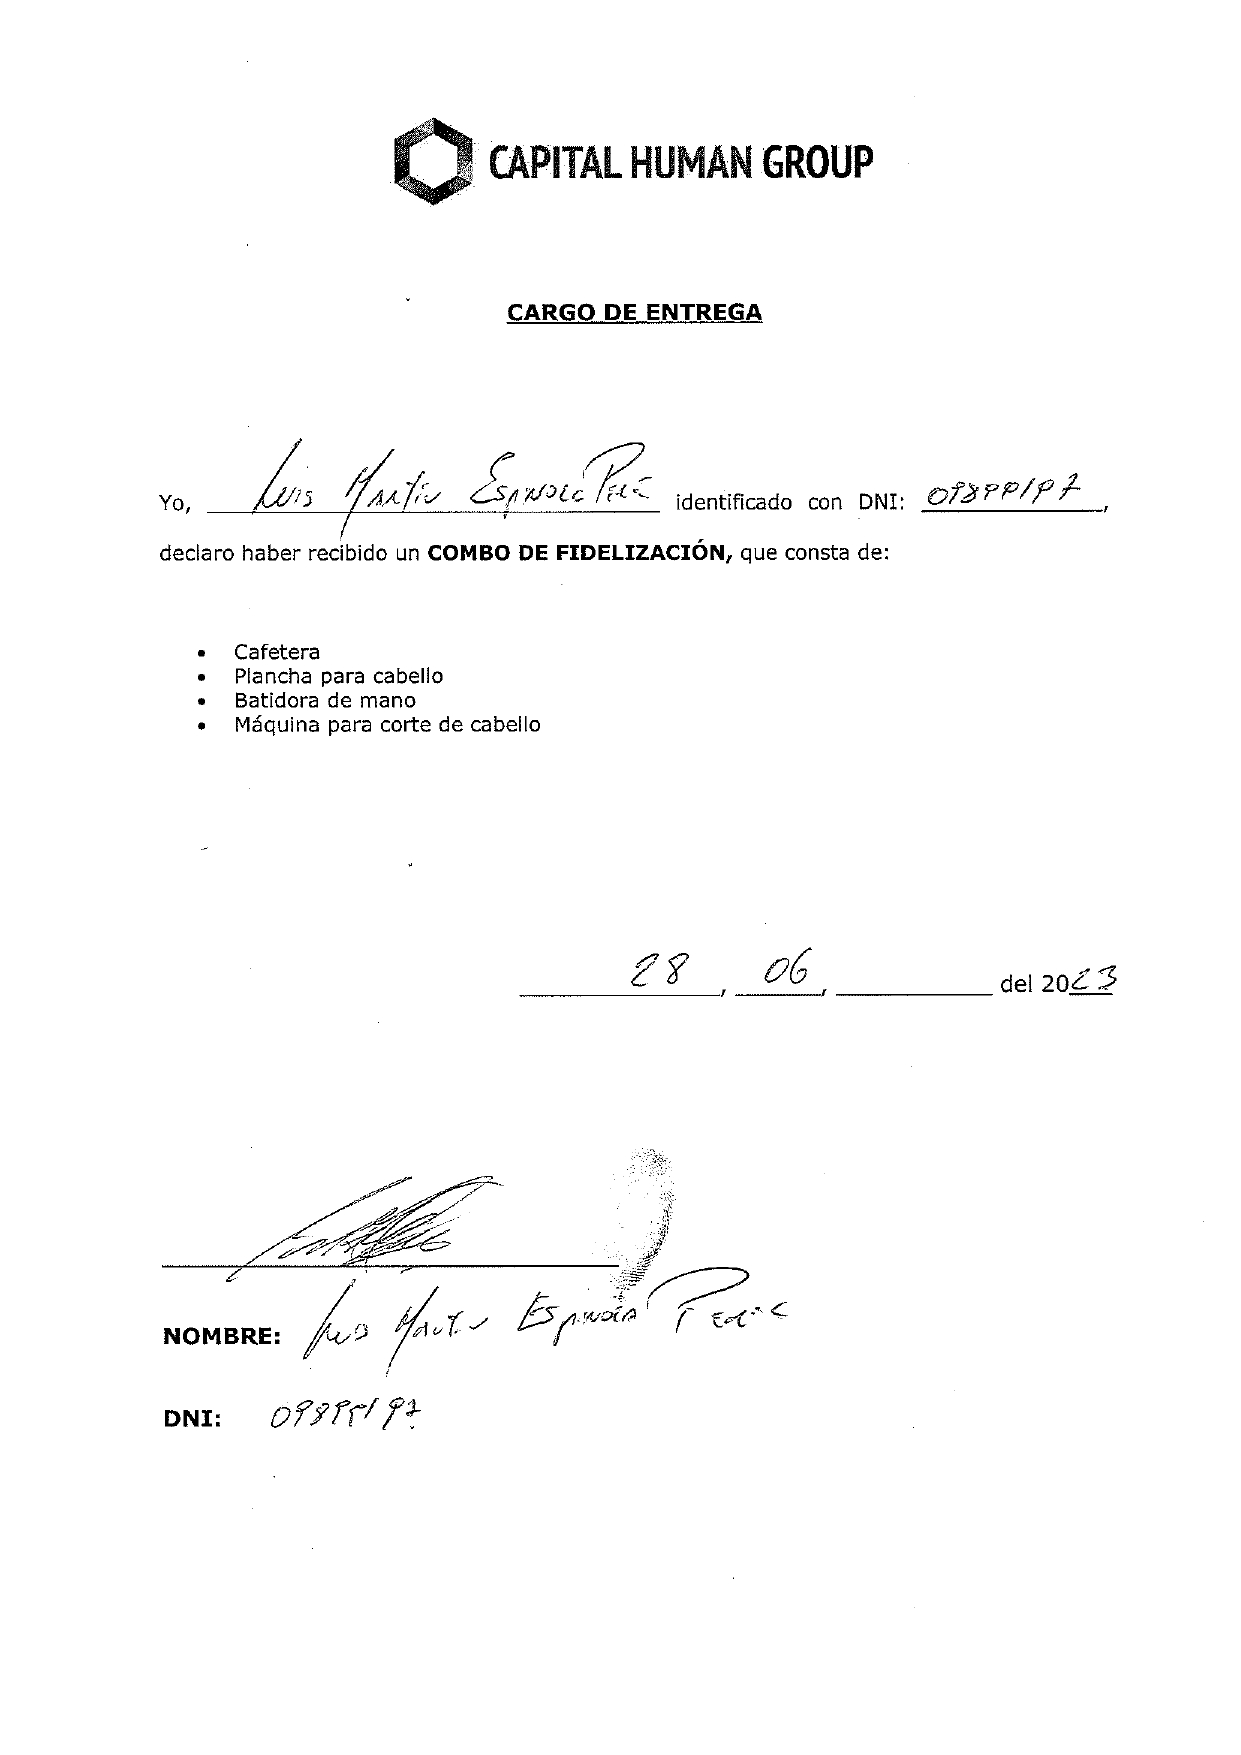 CAPITAL HUMAN GROUP
CARGO DE ENTREGA
Yo, Luis Martin Espinoza identificado con DNI: 09899197,
declaro haber recibido un COMBO DE FIDELIZACIÓN, que consta de:
• Cafetera
• Plancha para cabello
• Batidora de mano
• Máquina para corte de cabello
28, 06, del 2023
NOMBRE: Luis Martin Espinoza
DNI: 09899197